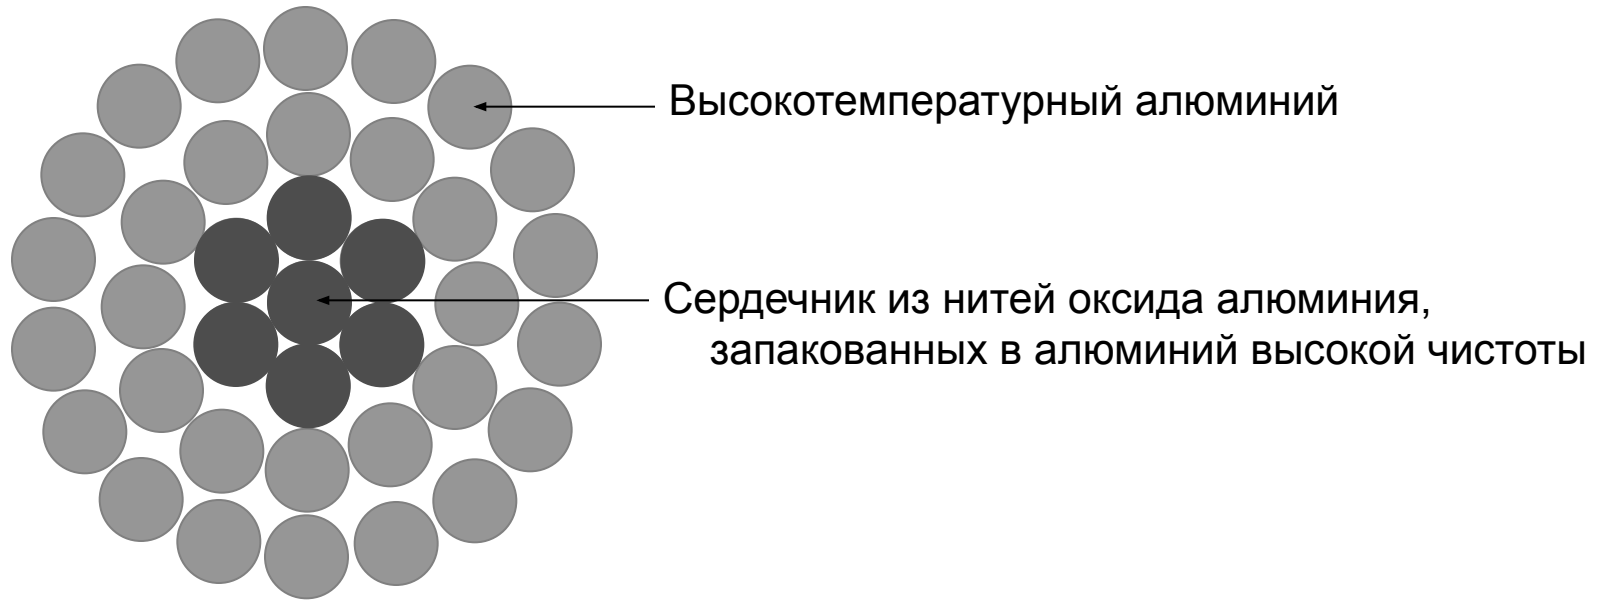 Высокотемпературный алюминий
Сердечник из нитей оксида алюминия,
запакованных в алюминий высокой чистоты